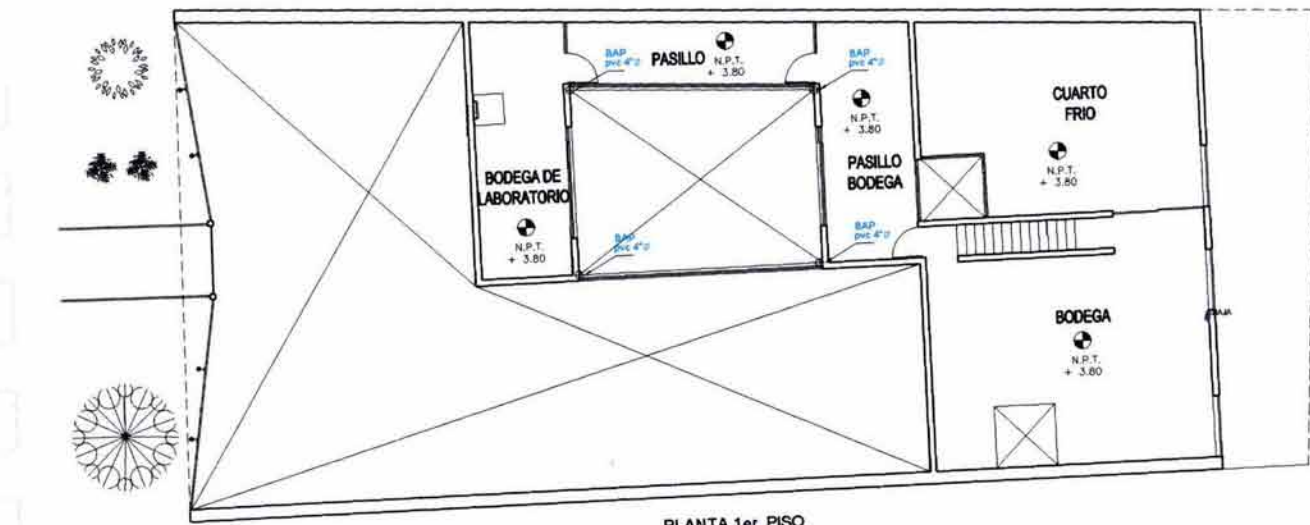 BAP
pvc 4"∅
PASILLO
N.P.T.
+ 3.80
BAP
pvc 4"∅
N.P.T.
+ 3.80
PASILLO
BODEGA
CUARTO
FRIO
N.P.T.
+ 3.80
BODEGA DE
LABORATORIO
N.P.T.
+ 3.80
BAP
pvc 4"∅
BAP
pvc 4"∅
BODEGA
N.P.T.
+ 3.80
PLANTA 1er. PISO